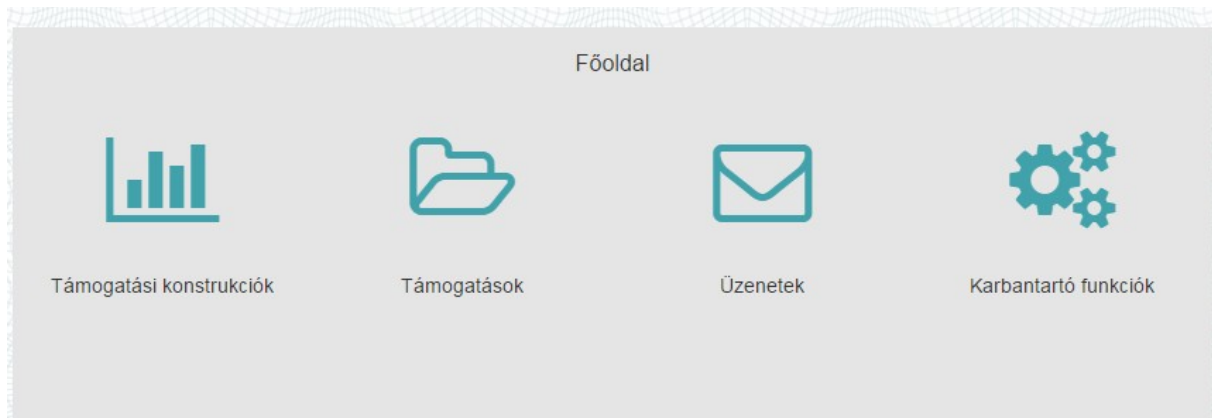 Főoldal
Támogatási konstrukciók
Támogatások
Üzenetek
Karbantartó funkciók